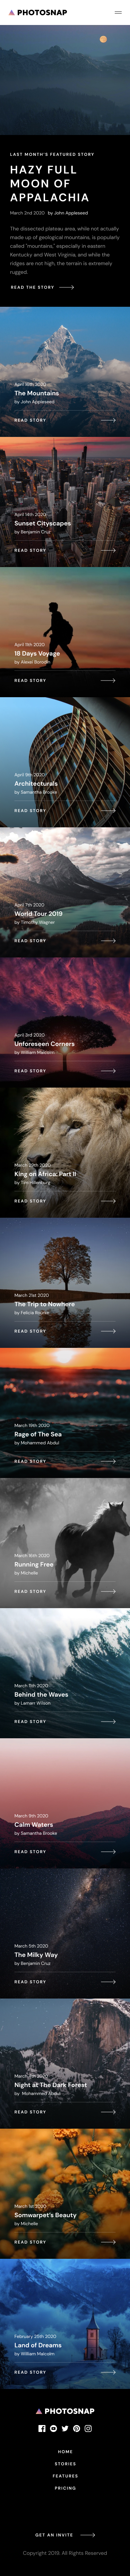 PHOTOSNAP
LAST MONTH'S FEATURED STORY
HAZY FULL
MOON OF
APPALACHIA
March 2nd 2020 by John Appleseed
The dissected plateau area, while not actually
made up of geological mountains, is popularly
called "mountains," especially in eastern
Kentucky and West Virginia, and while the
ridges are not high, the terrain is extremely
rugged.
READ THE STORY
April 16th 2020
The Mountains
by John Appleseed
READ STORY
April 14th 2020
Sunset Cityscapes
by Benjamin Cruz
READ STORY
April 11th 2020
18 Days Voyage
by Alexei Borodin
READ STORY
April 9th 2020
Architecturals
by Samantha Brooke
READ STORY
April 7th 2020
World Tour 2019
by Timothy Wagner
READ STORY
April 3rd 2020
Unforeseen Corners
by William Malcolm
READ STORY
March 29th 2020
King on Africa: Part II
by Tim Hillenburg
READ STORY
March 21st 2020
The Trip to Nowhere
by Felicia Rourke
READ STORY
March 19th 2020
Rage of The Sea
by Mohammed Abdul
READ STORY
March 16th 2020
Running Free
by Michelle
READ STORY
March 11th 2020
Behind the Waves
by Lamarr Wilson
READ STORY
March 9th 2020
Calm Waters
by Samantha Brooke
READ STORY
March 5th 2020
The Milky Way
by Benjamin Cruz
READ STORY
Night at The Dark Forest
by Mohammed Abdul
READ STORY
March 1st 2020
Somwarpet's Beauty
by Michelle
READ STORY
February 25th 2020
Land of Dreams
by William Malcolm
READ STORY
PHOTOSNAP
HOME
STORIES
FEATURES
PRICING
GET AN INVITE
Copyright 2019. All Rights Reserved